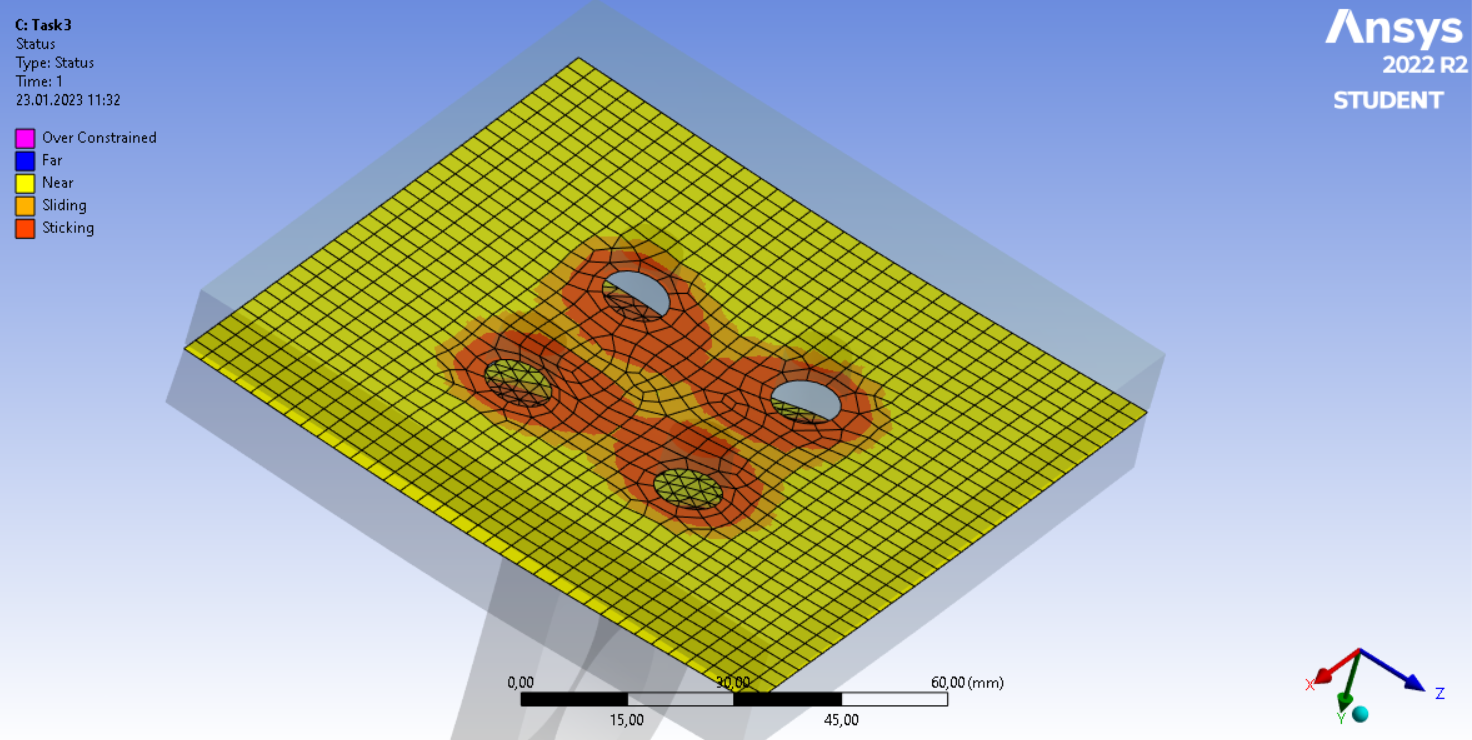 C: Task3
Status
Type: Status
Time: 1
23.01.2023 11:32
Over Constrained
Far
Near
Sliding
Sticking
Ansys
2022 R2
STUDENT
0,00 30,00 60,00 (mm)
15,00 45,00
X
Y
Z